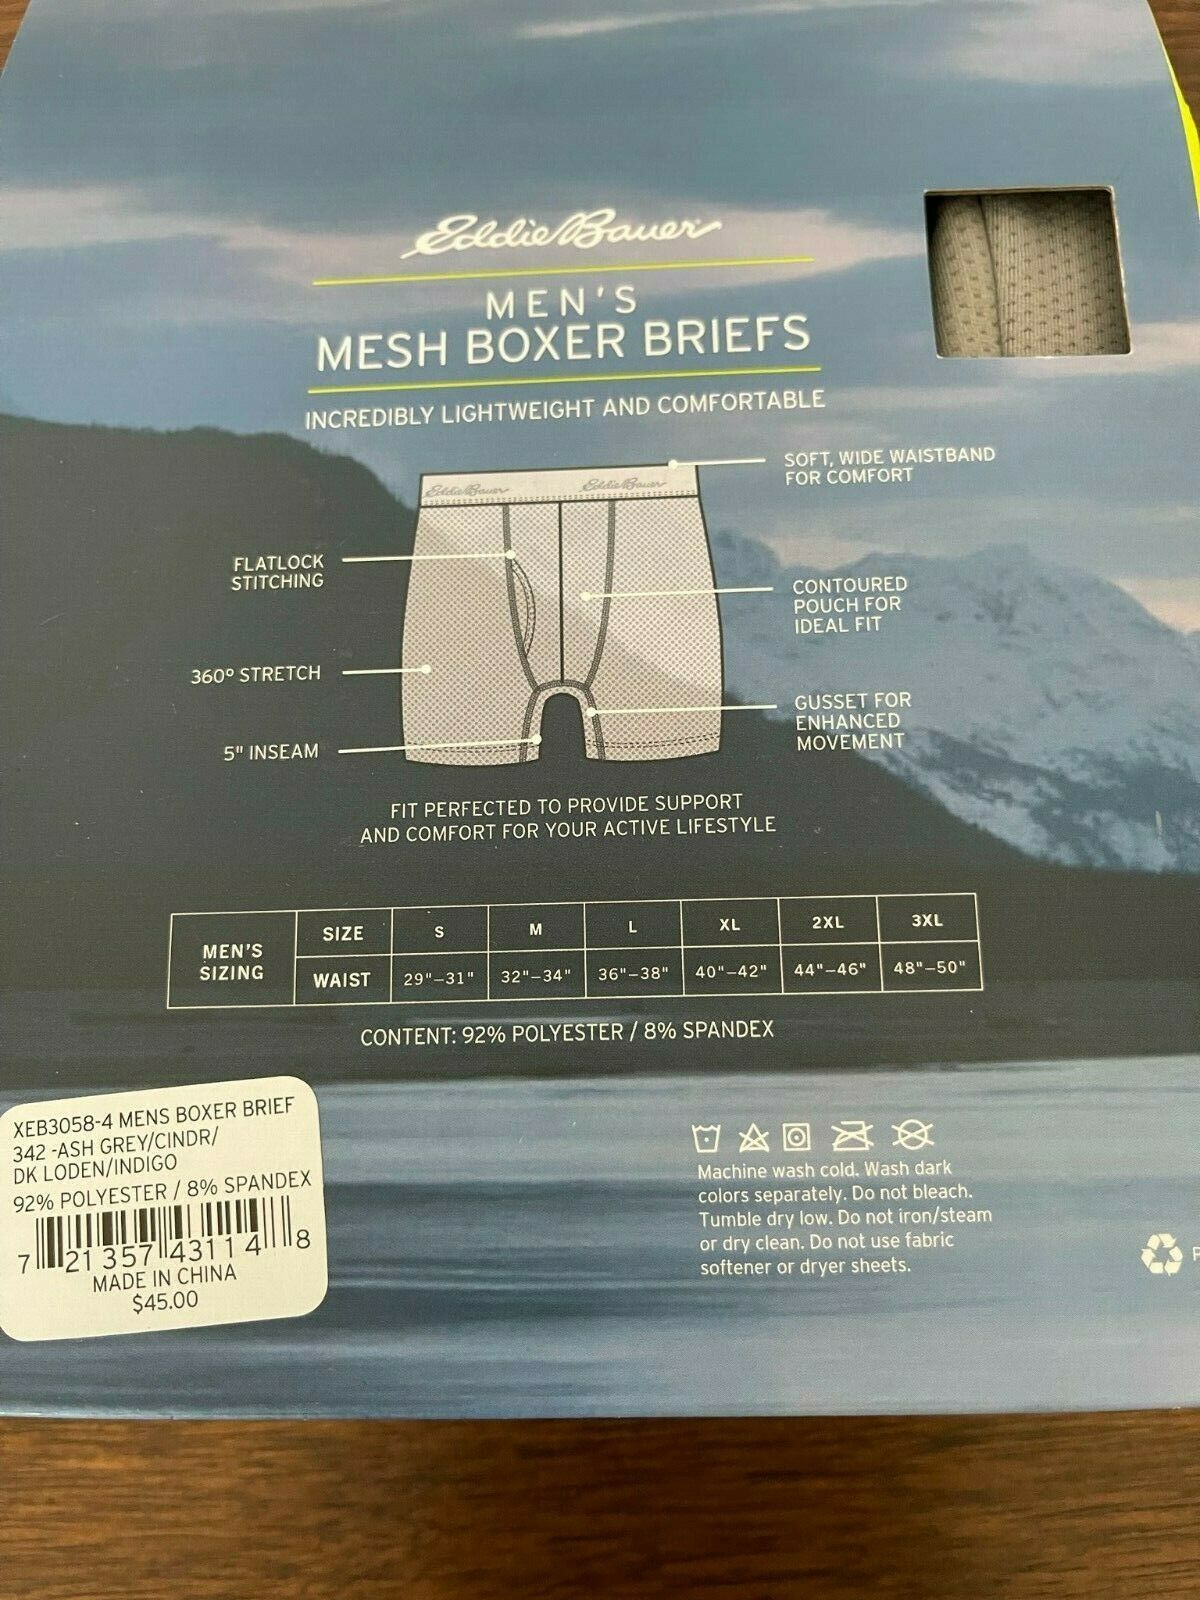 Eddie Bauer
MEN'S
MESH BOXER BRIEFS
INCREDIBLY LIGHTWEIGHT AND COMFORTABLE
SOFT, WIDE WAISTBAND
FOR COMFORT
Eddie Bauer Eddie Bauer
FLATLOCK
STITCHING
CONTOURED
POUCH FOR
IDEAL FIT
360° STRETCH
GUSSET FOR
ENHANCED
MOVEMENT
5" INSEAM
FIT PERFECTED TO PROVIDE SUPPORT
AND COMFORT FOR YOUR ACTIVE LIFESTYLE
MEN'S
SIZING
SIZE S M L XL 2XL 3XL
WAIST 29"–31" 32"–34" 36"–38" 40"–42" 44"–46" 48"–50"
CONTENT: 92% POLYESTER / 8% SPANDEX
XEB3058-4 MENS BOXER BRIEF
342 -ASH GREY/CINDR/
DK LODEN/INDIGO
92% POLYESTER / 8% SPANDEX
7 21357 43114 8
MADE IN CHINA
$45.00
Machine wash cold. Wash dark
colors separately. Do not bleach.
Tumble dry low. Do not iron/steam
or dry clean. Do not use fabric
softener or dryer sheets.